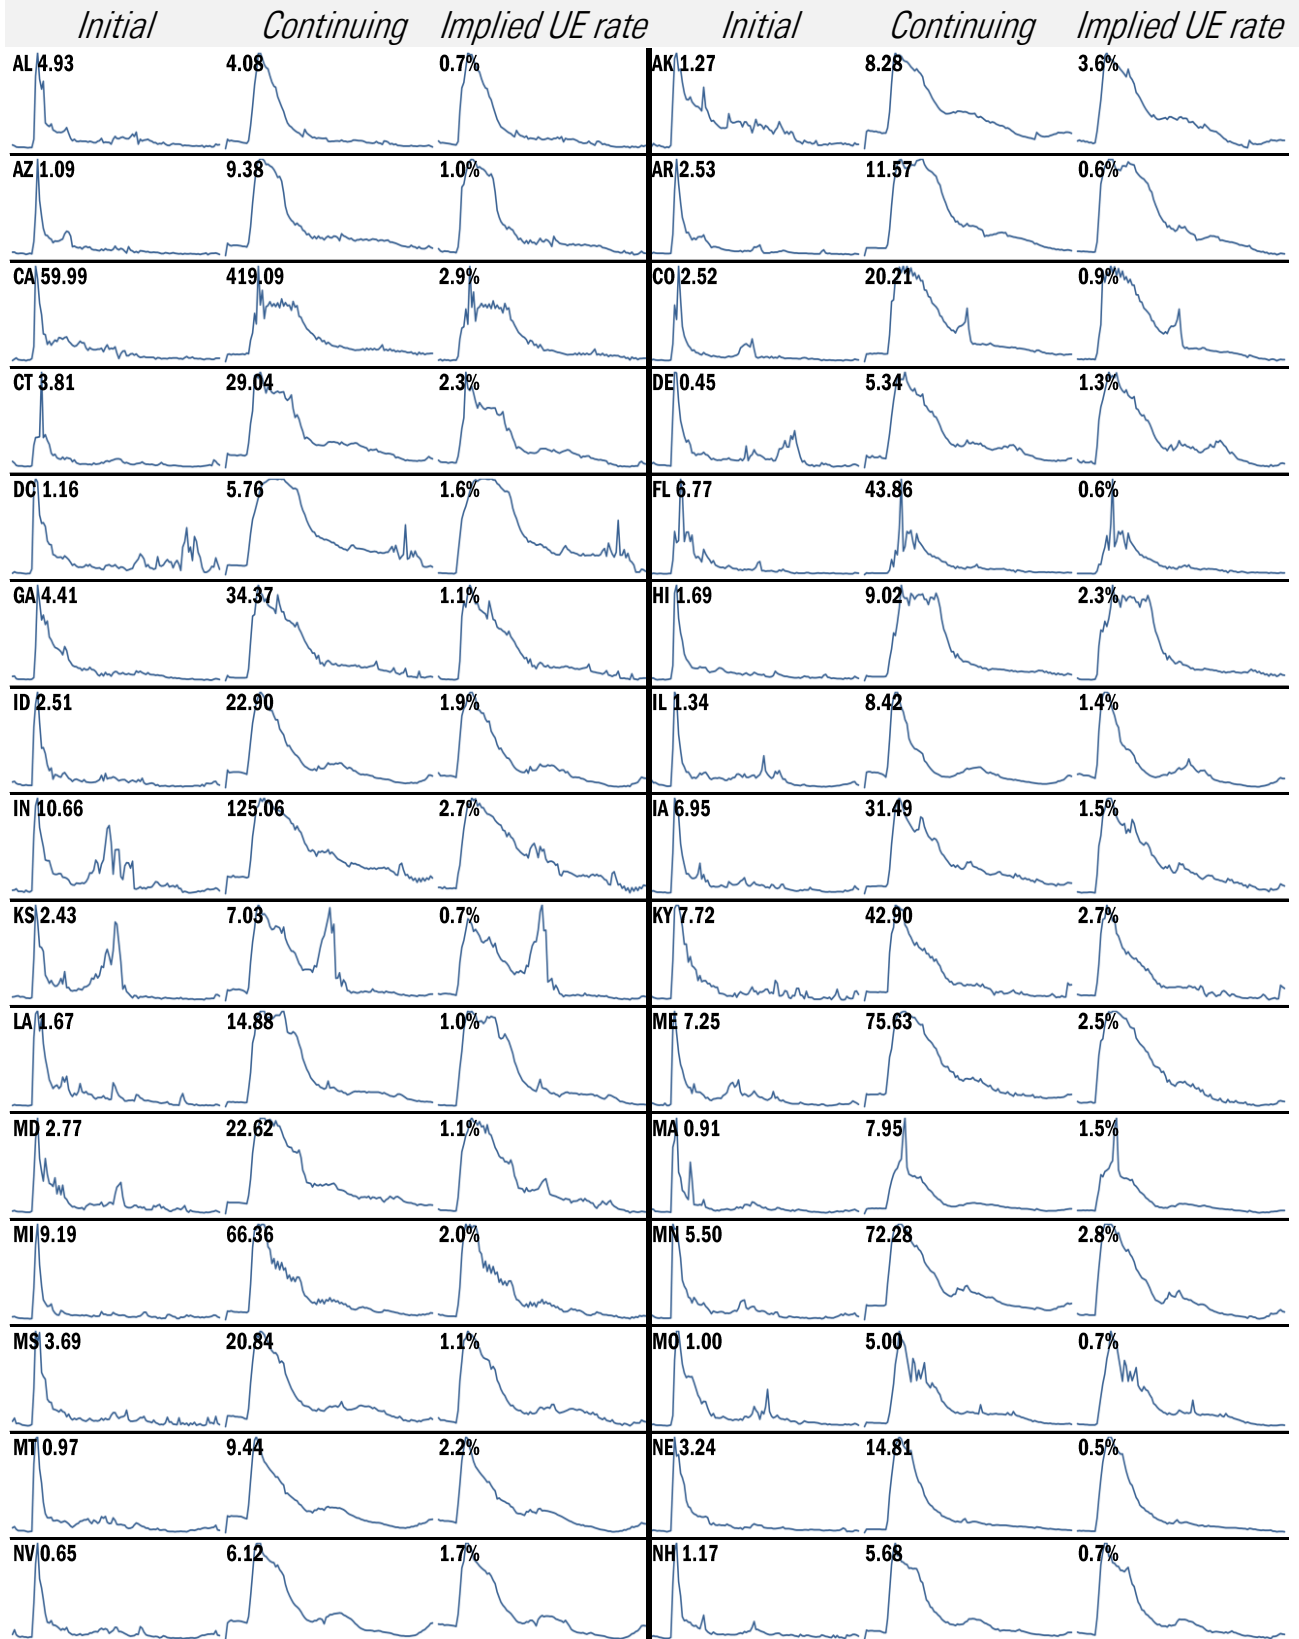 Initial Continuing Implied UE rate Initial Continuing Implied UE rate
AL 4.93 4.08 0.7% AK 1.27 8.28 3.6%
AZ 1.09 9.38 1.0% AR 2.53 11.57 0.6%
CA 59.99 419.09 2.9% CO 2.52 20.21 0.9%
CT 3.81 29.04 2.3% DE 0.45 5.34 1.3%
DC 1.16 5.76 1.6% FL 6.77 43.86 0.6%
GA 4.41 34.37 1.1% HI 1.69 9.02 2.3%
ID 2.51 22.90 1.9% IL 1.34 8.42 1.4%
IN 10.66 125.06 2.7% IA 6.95 31.49 1.5%
KS 2.43 7.03 0.7% KY 7.72 42.90 2.7%
LA 1.67 14.88 1.0% ME 7.25 75.63 2.5%
MD 2.77 22.62 1.1% MA 0.91 7.95 1.5%
MI 9.19 66.36 2.0% MN 5.50 72.28 2.8%
MS 3.69 20.84 1.1% MO 1.00 5.00 0.7%
MT 0.97 9.44 2.2% NE 3.24 14.81 0.5%
NV 0.65 6.12 1.7% NH 1.17 5.68 0.7%